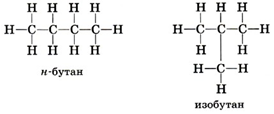 H H H H
H—C—C—C—C—H
H H H H
н-бутан
H H H
H—C—C—C—H
H H
H—C—H
H
изобутан